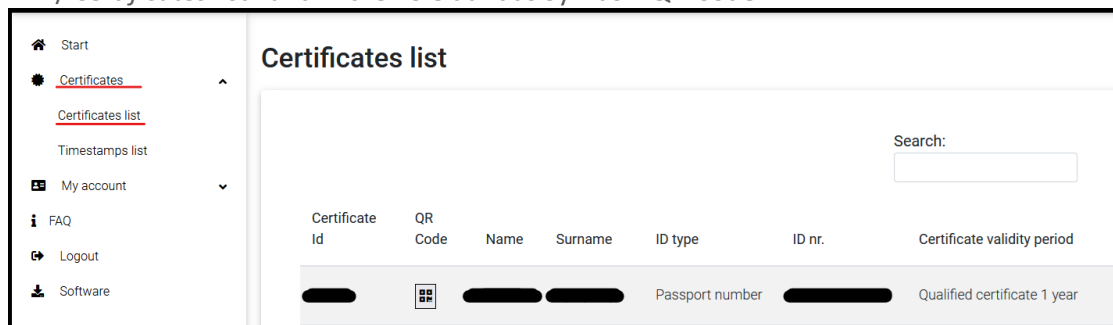 Start
Certificates
Certificates list
Timestamps list
My account
FAQ
Logout
Software
Certificates list
Search:
Certificate Id
QR Code
Name
Surname
ID type
ID nr.
Certificate validity period
Passport number
Qualified certificate 1 year